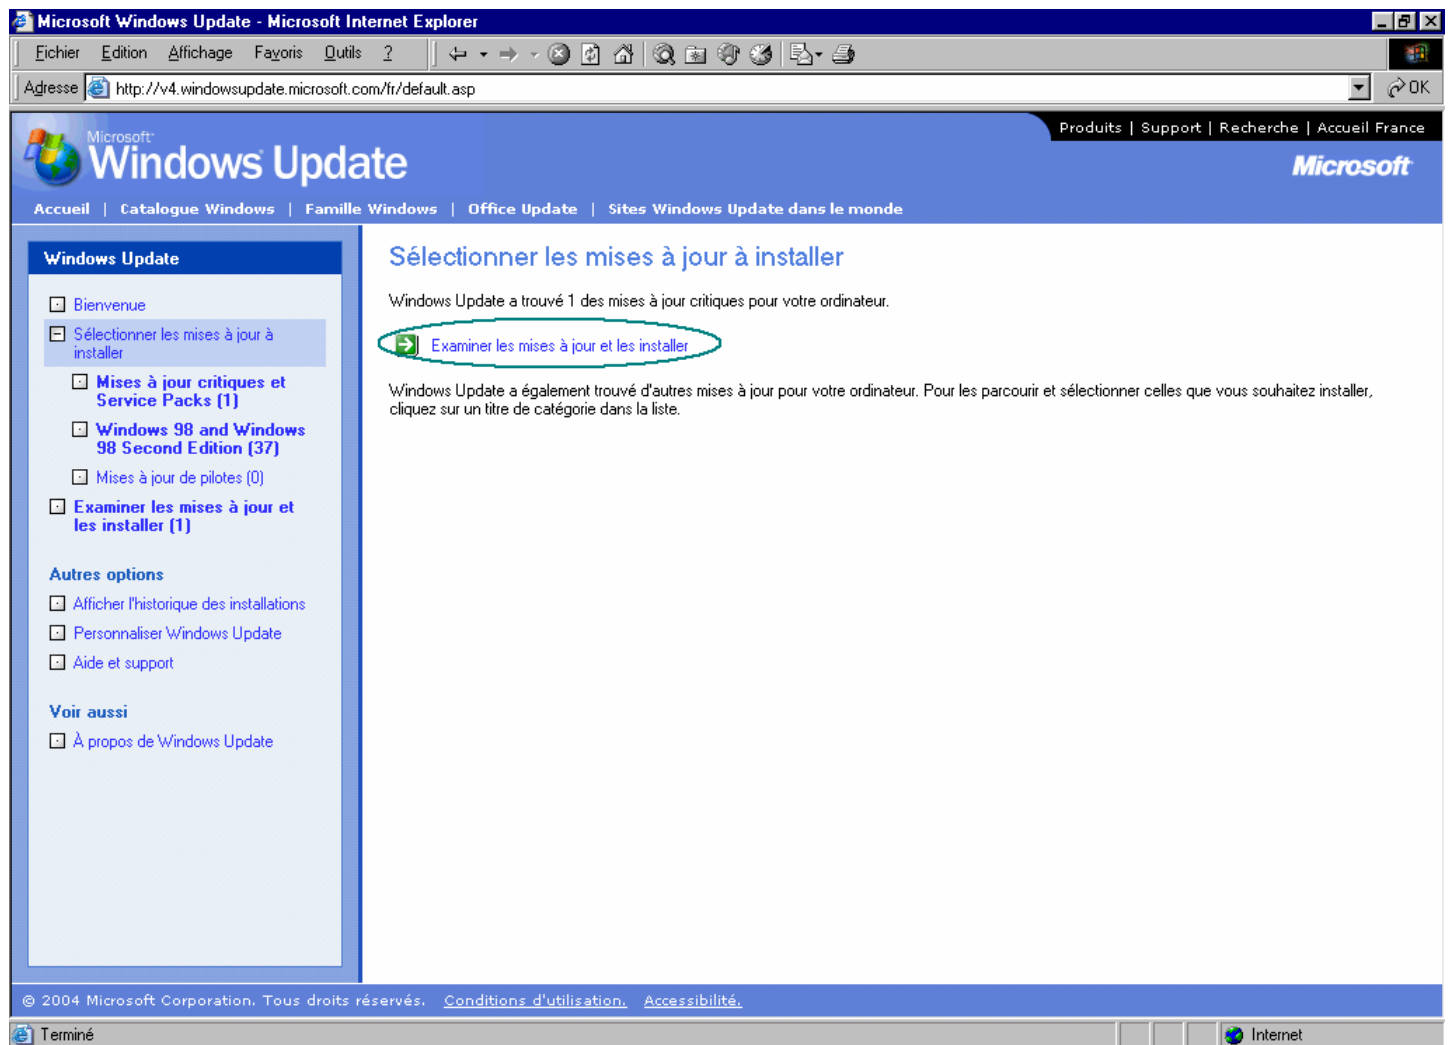 Microsoft Windows Update - Microsoft Internet Explorer
Fichier Edition Affichage Favoris Outils ?
Adresse http://v4.windowsupdate.microsoft.com/fr/default.asp OK
Produits | Support | Recherche | Accueil France
Microsoft
Windows Update
Microsoft
Accueil | Catalogue Windows | Famille Windows | Office Update | Sites Windows Update dans le monde
Windows Update
Bienvenue
Sélectionner les mises à jour à
installer
Mises à jour critiques et
Service Packs (1)
Windows 98 and Windows
98 Second Edition (37)
Mises à jour de pilotes (0)
Examiner les mises à jour et
les installer (1)
Autres options
Afficher l'historique des installations
Personnaliser Windows Update
Aide et support
Voir aussi
À propos de Windows Update
Sélectionner les mises à jour à installer
Windows Update a trouvé 1 des mises à jour critiques pour votre ordinateur.
Examiner les mises à jour et les installer
Windows Update a également trouvé d'autres mises à jour pour votre ordinateur. Pour les parcourir et sélectionner celles que vous souhaitez installer,
cliquez sur un titre de catégorie dans la liste.
© 2004 Microsoft Corporation. Tous droits réservés. Conditions d'utilisation. Accessibilité.
Terminé Internet